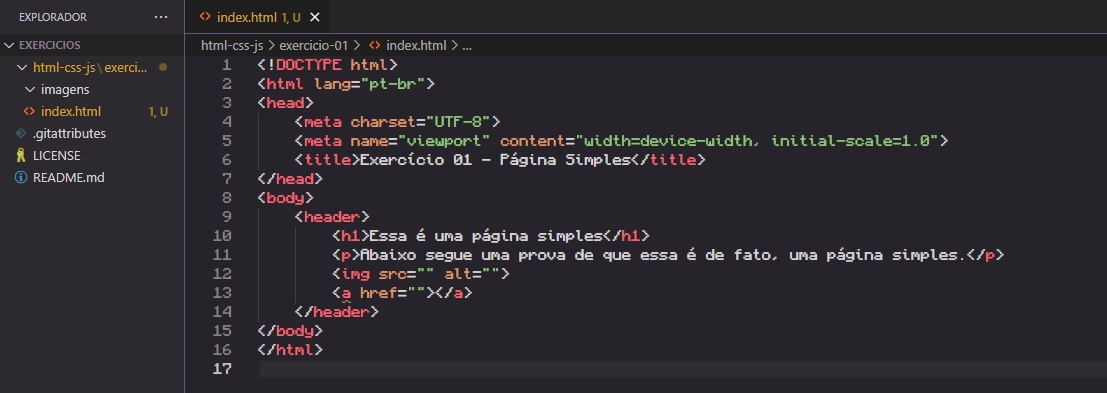 EXPLORADOR ...
EXERCICIOS
html-css-js\exerci...
imagens
index.html 1, U
.gitattributes
LICENSE
README.md
index.html 1, U
html-css-js > exercicio-01 > index.html > ...
1 <!DOCTYPE html>
2 <html lang="pt-br">
3 <head>
4 <meta charset="UTF-8">
5 <meta name="viewport" content="width=device-width, initial-scale=1.0">
6 <title>Exercício 01 - Página Simples</title>
7 </head>
8 <body>
9 <header>
10 <h1>Essa é uma página simples</h1>
11 <p>Abaixo segue uma prova de que essa é de fato, uma página simples.</p>
12 <img src="" alt="">
13 <a href=""></a>
14 </header>
15 </body>
16 </html>
17